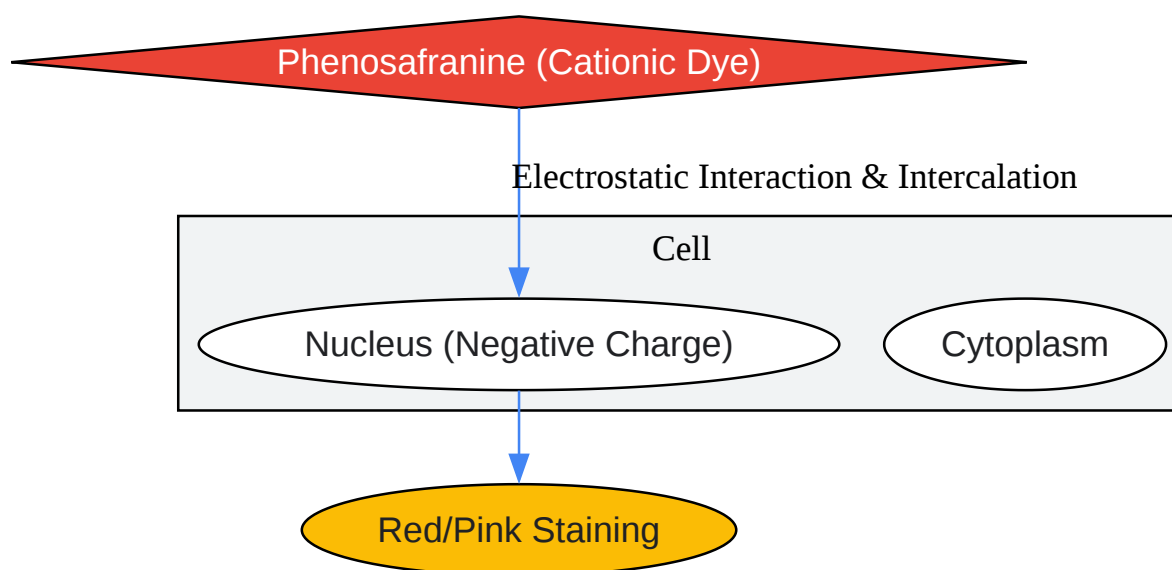 Phenosafranine (Cationic Dye)
Electrostatic Interaction & Intercalation
Cell
Nucleus (Negative Charge)
Cytoplasm
Red/Pink Staining